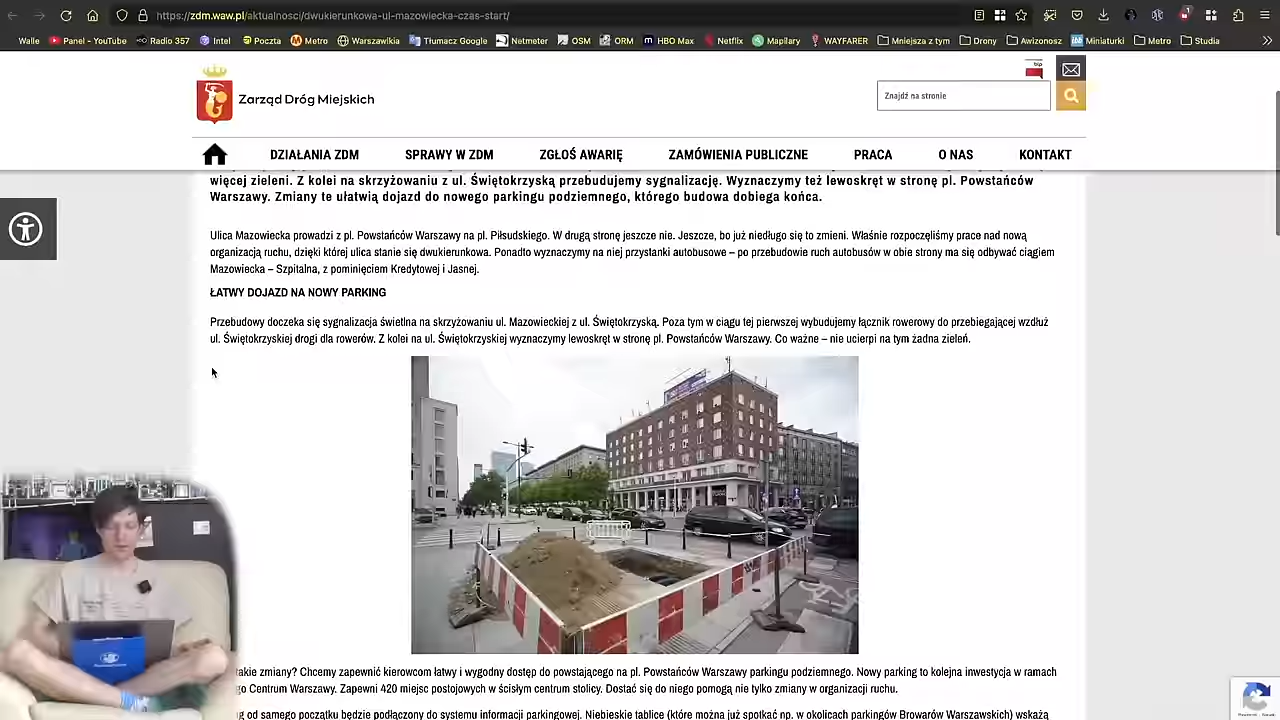 https://zdm.waw.pl/aktualnosci/dwukierunkowa-ul-mazowiecka-czas-start/
Walle Panel - YouTube Radio 357 Intel Poczta Metro Warszawikia Tłumacz Google Netmeter OSM ORM HBO Max Netflix Mapilary WAYFARER Mniejsza z tym Drony Awizonosz Miniaturki Metro Studia
bip
Zarząd Dróg Miejskich
Znajdź na stronie
DZIAŁANIA ZDM SPRAWY W ZDM ZGŁOŚ AWARIĘ ZAMÓWIENIA PUBLICZNE PRACA O NAS KONTAKT
więcej zieleni. Z kolei na skrzyżowaniu z ul. Świętokrzyską przebudujemy sygnalizację. Wyznaczymy też lewoskręt w stronę pl. Powstańców
Warszawy. Zmiany te ułatwią dojazd do nowego parkingu podziemnego, którego budowa dobiega końca.
Ulica Mazowiecka prowadzi z pl. Powstańców Warszawy na pl. Piłsudskiego. W drugą stronę jeszcze nie. Jeszcze, bo już niedługo się to zmieni. Właśnie rozpoczęliśmy prace nad nową
organizacją ruchu, dzięki której ulica stanie się dwukierunkowa. Ponadto wyznaczymy na niej przystanki autobusowe – po przebudowie ruch autobusów w obie strony ma się odbywać ciągiem
Mazowiecka – Szpitalna, z pominięciem Kredytowej i Jasnej.
ŁATWY DOJAZD NA NOWY PARKING
Przebudowy doczeka się sygnalizacja świetlna na skrzyżowaniu ul. Mazowieckiej z ul. Świętokrzyską. Poza tym w ciągu tej pierwszej wybudujemy łącznik rowerowy do przebiegającej wzdłuż
ul. Świętokrzyskiej drogi dla rowerów. Z kolei na ul. Świętokrzyskiej wyznaczymy lewoskręt w stronę pl. Powstańców Warszawy. Co ważne – nie ucierpi na tym żadna zieleń.
takie zmiany? Chcemy zapewnić kierowcom łatwy i wygodny dostęp do powstającego na pl. Powstańców Warszawy parkingu podziemnego. Nowy parking to kolejna inwestycja w ramach
go Centrum Warszawy. Zapewni 420 miejsc postojowych w ścisłym centrum stolicy. Dostać się do niego pomogą nie tylko zmiany w organizacji ruchu.
g od samego początku będzie podłączony do systemu informacji parkingowej. Niebieskie tablice (które można już spotkać np. w okolicach parkingów Browarów Warszawskich) wskażą